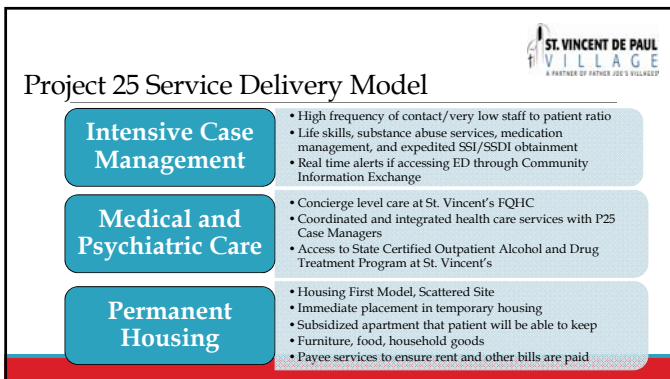 ST. VINCENT DE PAUL
VILLAGE
A PARTNER OF FATHER JOE'S VILLAGES
Project 25 Service Delivery Model
Intensive Case
Management
• High frequency of contact/very low staff to patient ratio
• Life skills, substance abuse services, medication
management, and expedited SSI/SSDI obtainment
• Real time alerts if accessing ED through Community
Information Exchange
Medical and
Psychiatric Care
• Concierge level care at St. Vincent's FQHC
• Coordinated and integrated health care services with P25
Case Managers
• Access to State Certified Outpatient Alcohol and Drug
Treatment Program at St. Vincent's
Permanent
Housing
• Housing First Model, Scattered Site
• Immediate placement in temporary housing
• Subsidized apartment that patient will be able to keep
• Furniture, food, household goods
• Payee services to ensure rent and other bills are paid